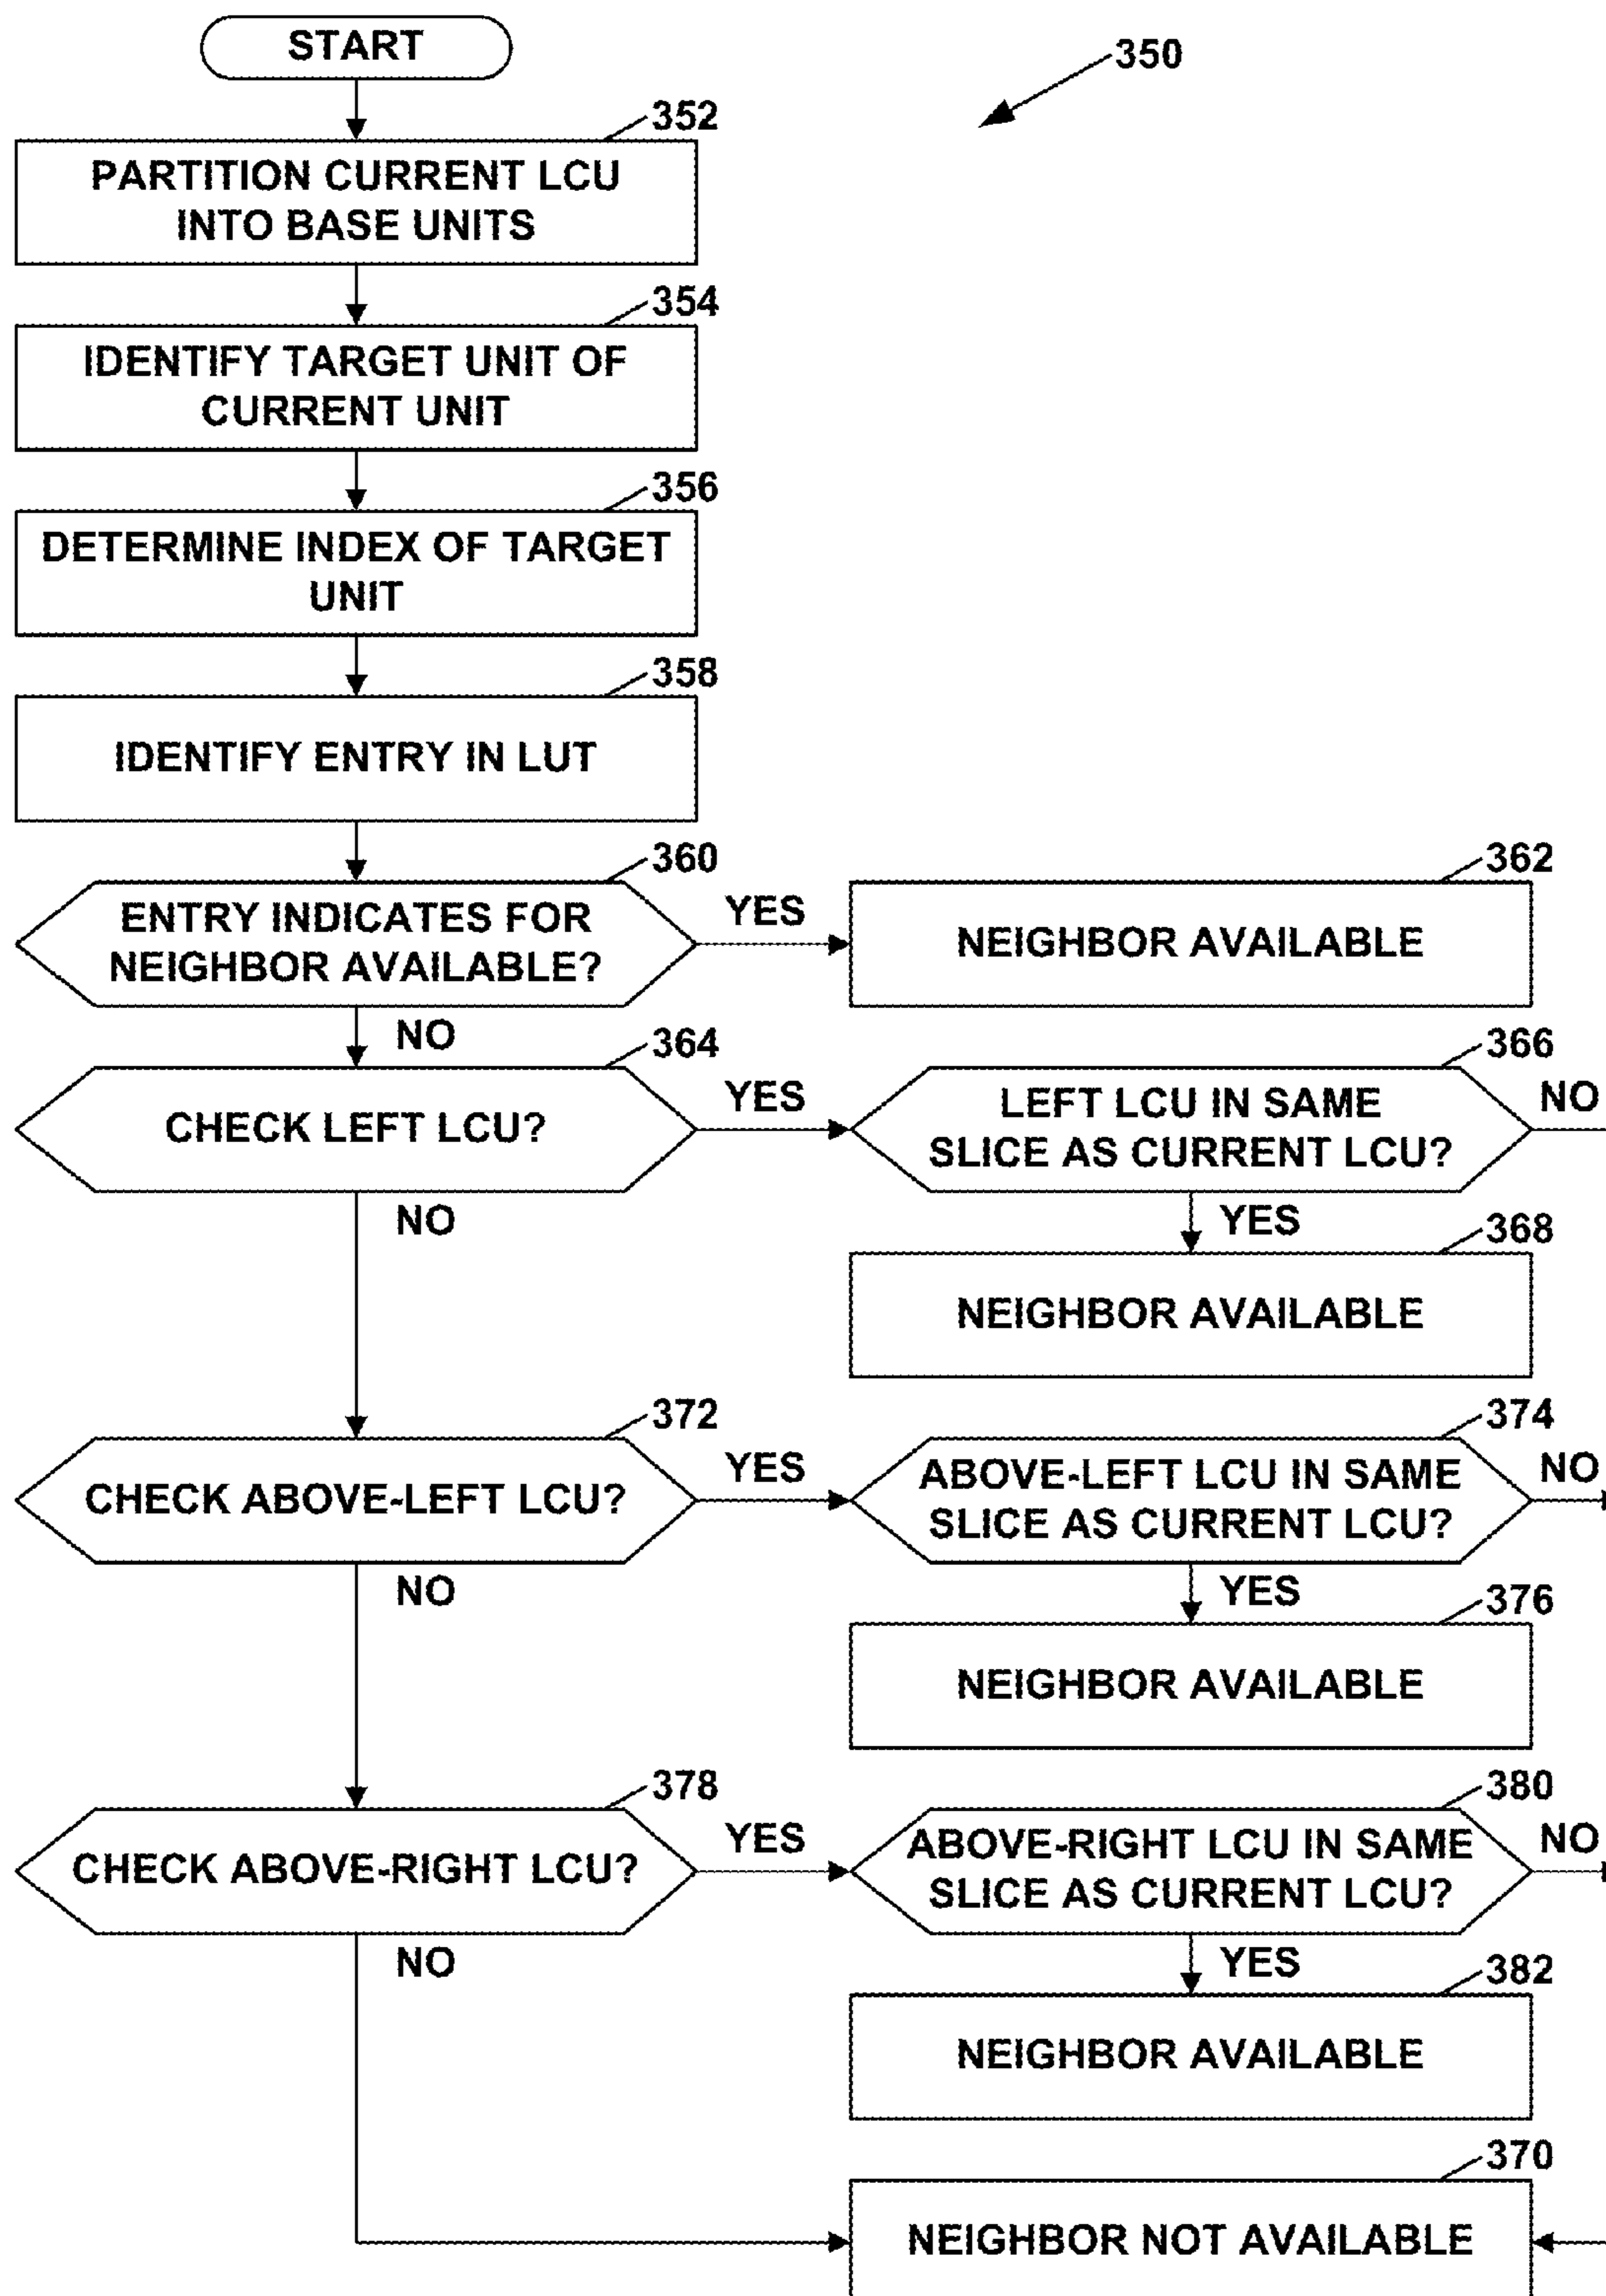 START
350
352
PARTITION CURRENT LCU
INTO BASE UNITS
354
IDENTIFY TARGET UNIT OF
CURRENT UNIT
356
DETERMINE INDEX OF TARGET
UNIT
358
IDENTIFY ENTRY IN LUT
360
ENTRY INDICATES FOR
NEIGHBOR AVAILABLE?
YES
362
NEIGHBOR AVAILABLE
NO
364
CHECK LEFT LCU?
YES
366
LEFT LCU IN SAME
SLICE AS CURRENT LCU?
NO
NO
YES
368
NEIGHBOR AVAILABLE
372
CHECK ABOVE-LEFT LCU?
YES
374
ABOVE-LEFT LCU IN SAME
SLICE AS CURRENT LCU?
NO
NO
YES
376
NEIGHBOR AVAILABLE
378
CHECK ABOVE-RIGHT LCU?
YES
380
ABOVE-RIGHT LCU IN SAME
SLICE AS CURRENT LCU?
NO
NO
YES
382
NEIGHBOR AVAILABLE
370
NEIGHBOR NOT AVAILABLE